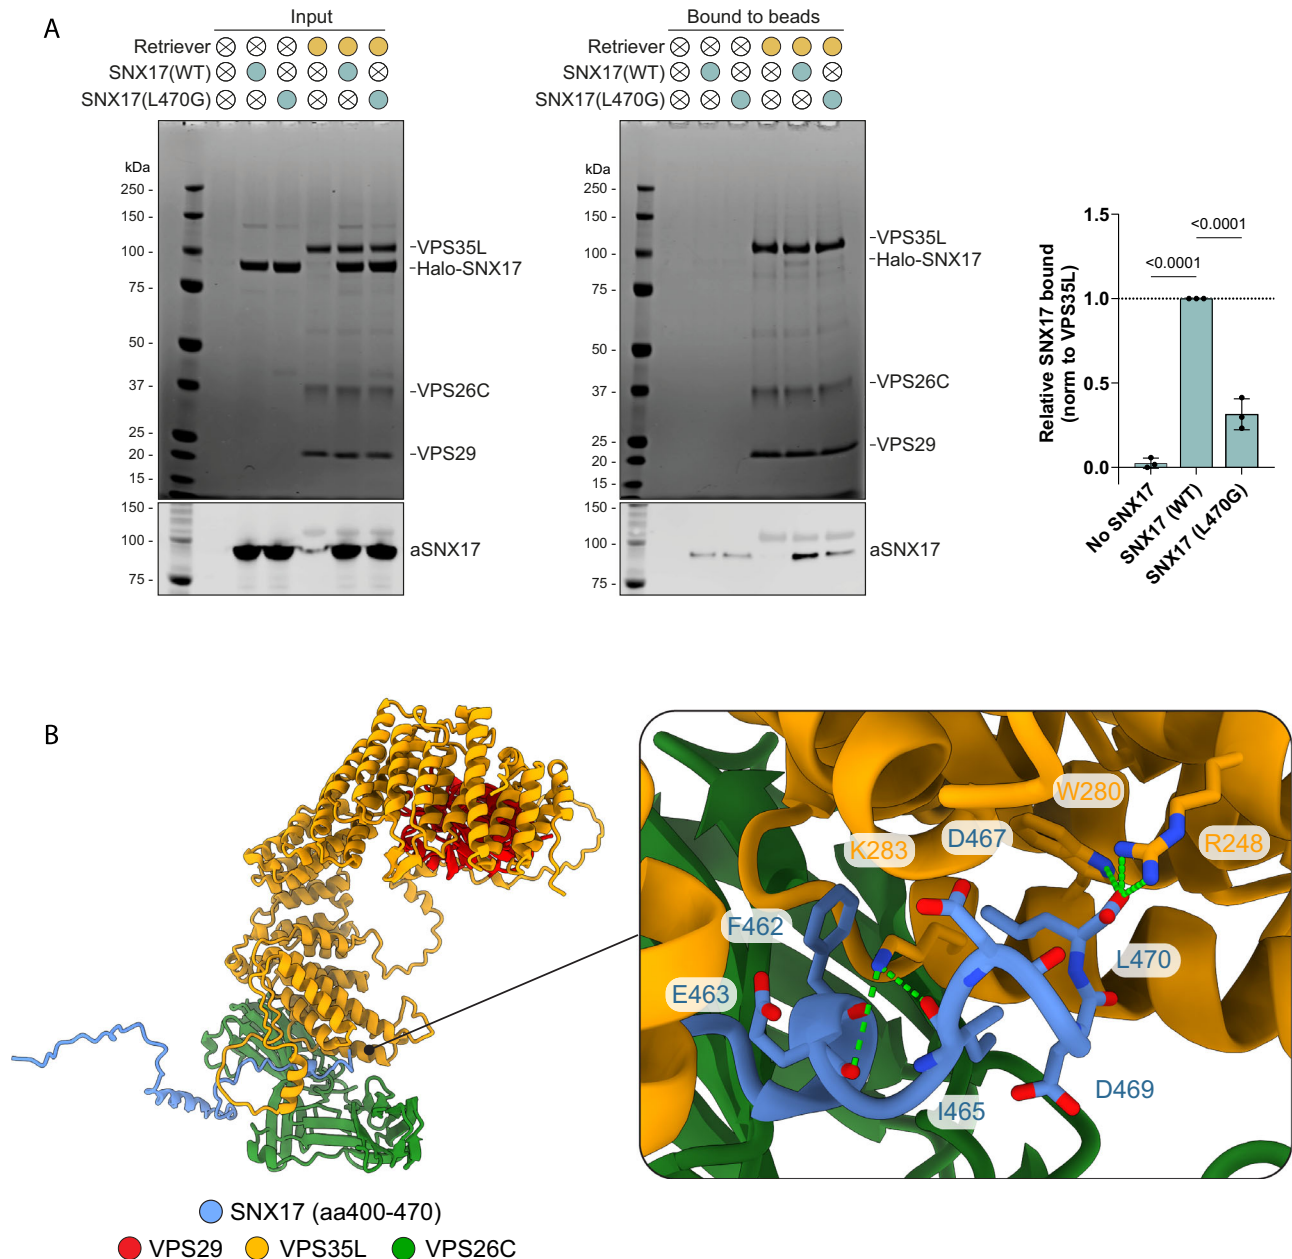 A
Input
Retriever
SNX17(WT)
SNX17(L470G)
kDa
250 -
150 -
100 -
75 -
50 -
37 -
25 -
20 -
15 -
-VPS35L
-Halo-SNX17
-VPS26C
-VPS29
150 -
100 -
75 -
aSNX17
Bound to beads
Retriever
SNX17(WT)
SNX17(L470G)
kDa
250 -
150 -
100 -
75 -
50 -
37 -
25 -
20 -
15 -
-VPS35L
-Halo-SNX17
-VPS26C
-VPS29
150 -
100 -
75 -
aSNX17
Relative SNX17 bound
(norm to VPS35L)
1.5
1.0
0.5
0.0
<0.0001
<0.0001
No SNX17
SNX17 (WT)
SNX17 (L470G)
B
W280
K283
D467
R248
F462
L470
E463
I465
D469
SNX17 (aa400-470)
VPS29
VPS35L
VPS26C